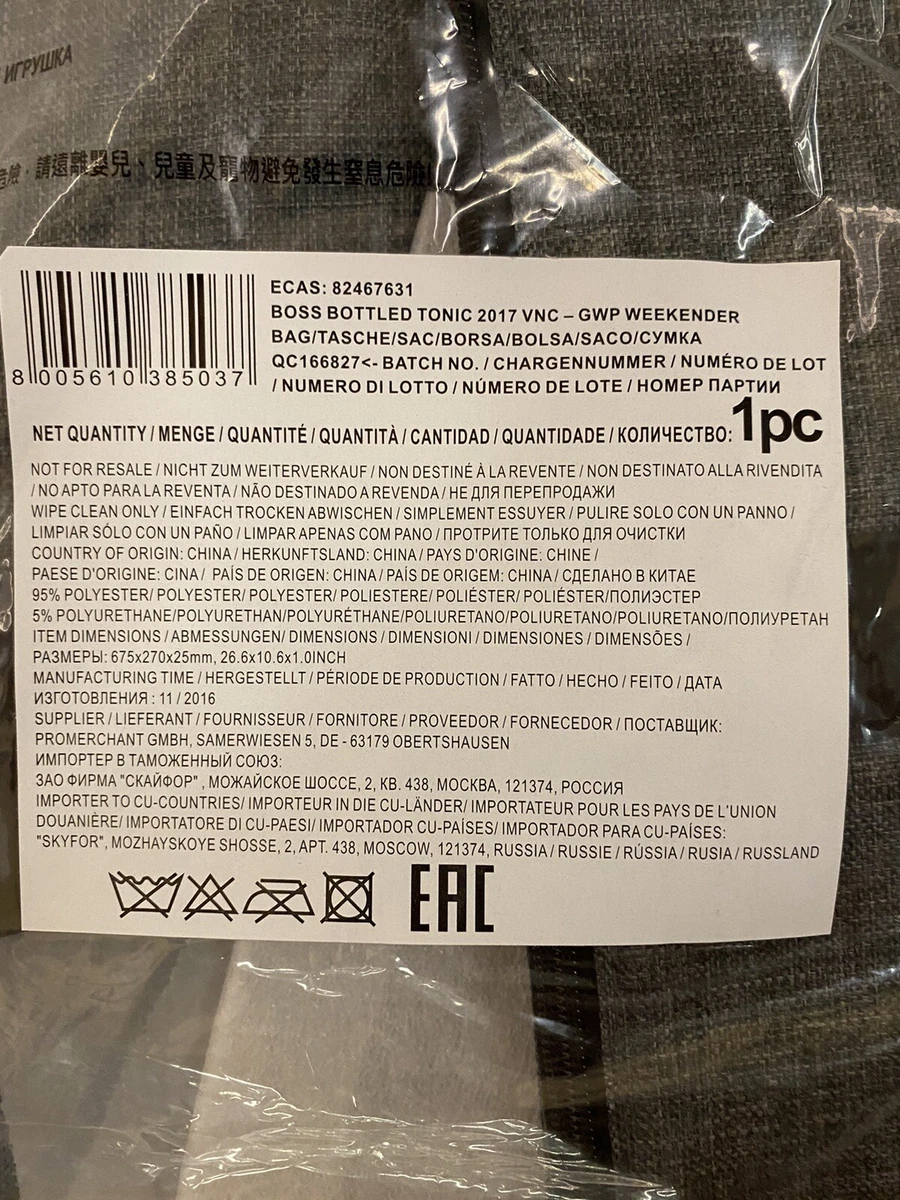 ИГРУШКА
請遠離嬰兒、兒童及寵物避免發生窒息危險
ECAS: 82467631
BOSS BOTTLED TONIC 2017 VNC – GWP WEEKENDER
BAG/TASCHE/SAC/BORSA/BOLSA/SACO/СУМКА
QC166827<- BATCH NO. / CHARGENNUMMER / NUMÉRO DE LOT
/ NUMERO DI LOTTO / NÚMERO DE LOTE / НОМЕР ПАРТИИ
8 005610 385037
NET QUANTITY / MENGE / QUANTITÉ / QUANTITÀ / CANTIDAD / QUANTIDADE / КОЛИЧЕСТВО: 1pc
NOT FOR RESALE / NICHT ZUM WEITERVERKAUF / NON DESTINÉ À LA REVENTE / NON DESTINATO ALLA RIVENDITA
/ NO APTO PARA LA REVENTA / NÃO DESTINADO A REVENDA / НЕ ДЛЯ ПЕРЕПРОДАЖИ
WIPE CLEAN ONLY / EINFACH TROCKEN ABWISCHEN / SIMPLEMENT ESSUYER / PULIRE SOLO CON UN PANNO /
LIMPIAR SÓLO CON UN PAÑO / LIMPAR APENAS COM PANO / ПРОТРИТЕ ТОЛЬКО ДЛЯ ОЧИСТКИ
COUNTRY OF ORIGIN: CHINA / HERKUNFTSLAND: CHINA / PAYS D'ORIGINE: CHINE /
PAESE D'ORIGINE: CINA / PAÍS DE ORIGEN: CHINA / PAÍS DE ORIGEM: CHINA / СДЕЛАНО В КИТАЕ
95% POLYESTER/ POLYESTER/ POLYESTER/ POLIESTERE/ POLIÉSTER/ POLIÉSTER/ПОЛИЭСТЕР
5% POLYURETHANE/POLYURETHAN/POLYURÉTHANE/POLIURETANO/POLIURETANO/POLIURETANO/ПОЛИУРЕТАН
ITEM DIMENSIONS / ABMESSUNGEN/ DIMENSIONS / DIMENSIONI / DIMENSIONES / DIMENSÕES /
РАЗМЕРЫ: 675x270x25mm, 26.6x10.6x1.0INCH
MANUFACTURING TIME / HERGESTELLT / PÉRIODE DE PRODUCTION / FATTO / HECHO / FEITO / ДАТА
ИЗГОТОВЛЕНИЯ : 11 / 2016
SUPPLIER / LIEFERANT / FOURNISSEUR / FORNITORE / PROVEEDOR / FORNECEDOR / ПОСТАВЩИК:
PROMERCHANT GMBH, SAMERWIESEN 5, DE - 63179 OBERTSHAUSEN
ИМПОРТЕР В ТАМОЖЕННЫЙ СОЮЗ:
ЗАО ФИРМА "СКАЙФОР" , МОЖАЙСКОЕ ШОССЕ, 2, КВ. 438, МОСКВА, 121374, РОССИЯ
IMPORTER TO CU-COUNTRIES/ IMPORTEUR IN DIE CU-LÄNDER/ IMPORTATEUR POUR LES PAYS DE L'UNION
DOUANIÈRE/ IMPORTATORE DI CU-PAESI/ IMPORTADOR CU-PAÍSES/ IMPORTADOR PARA CU-PAÍSES:
"SKYFOR", MOZHAYSKOYE SHOSSE, 2, APT. 438, MOSCOW, 121374, RUSSIA / RUSSIE / RÚSSIA / RUSIA / RUSSLAND
EAC